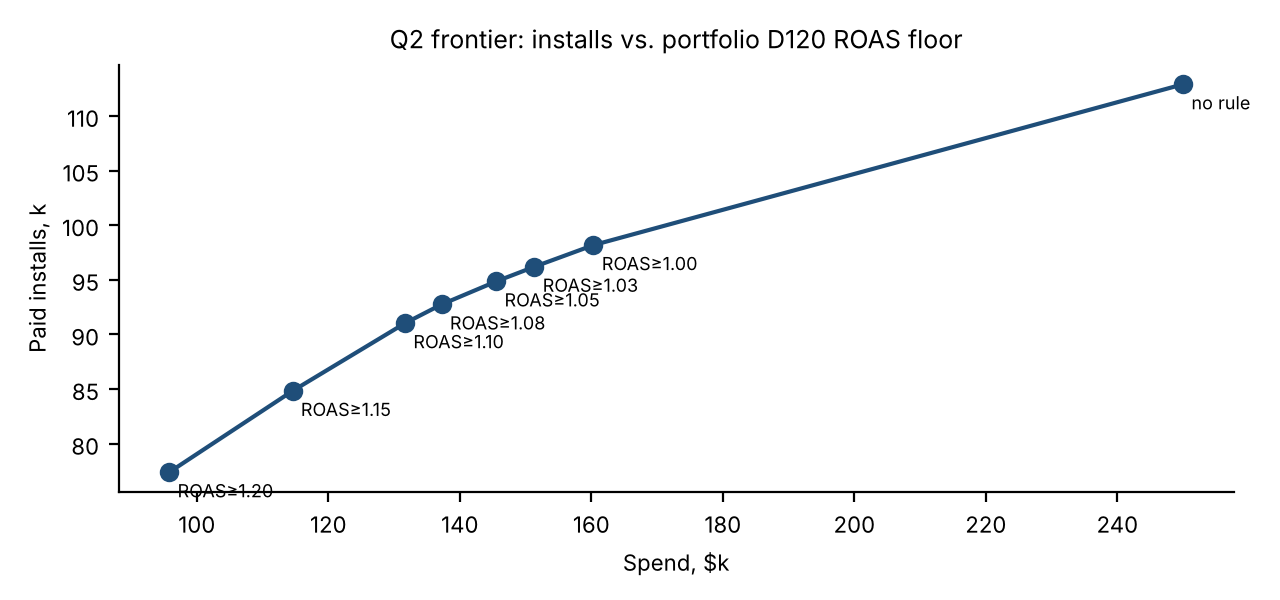 Q2 frontier: installs vs. portfolio D120 ROAS floor
Paid installs, k
110
105
100
95
90
85
80
no rule
ROAS≥1.00
ROAS≥1.03
ROAS≥1.05
ROAS≥1.08
ROAS≥1.10
ROAS≥1.15
ROAS≥1.20
100 120 140 160 180 200 220 240
Spend, $k